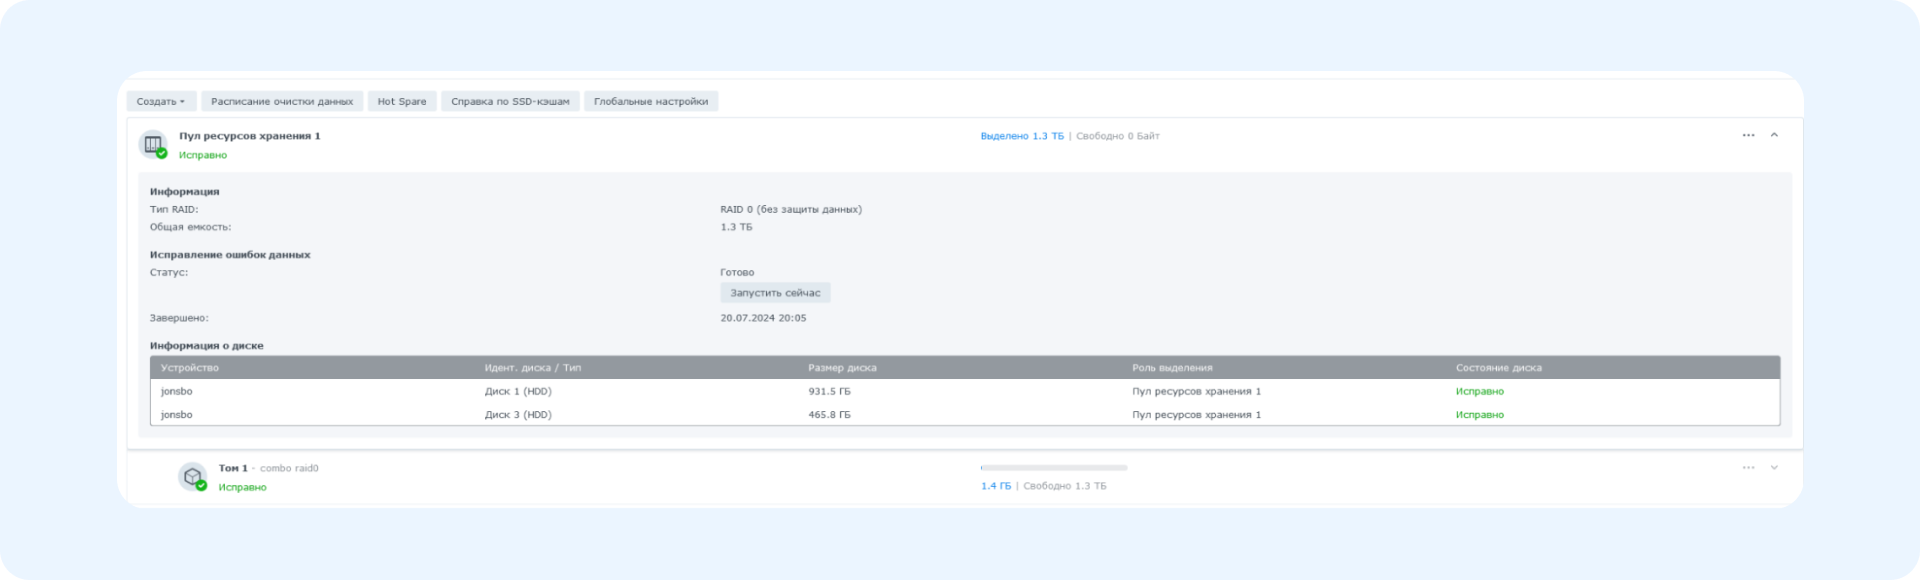 Создать Расписание очистки данных Hot Spare Справка по SSD-кэшам Глобальные настройки
Пул ресурсов хранения 1 Выделено 1.3 ТБ | Свободно 0 Байт
Исправно
Информация
Тип RAID: RAID 0 (без защиты данных)
Общая емкость: 1.3 ТБ
Исправление ошибок данных
Статус: Готово
Запустить сейчас
Завершено: 20.07.2024 20:05
Информация о диске
Устройство Идент. диска / Тип Размер диска Роль выделения Состояние диска
jonsbo Диск 1 (HDD) 931.5 ГБ Пул ресурсов хранения 1 Исправно
jonsbo Диск 3 (HDD) 465.8 ГБ Пул ресурсов хранения 1 Исправно
Том 1 - combo raid0
Исправно 1.4 ГБ | Свободно 1.3 ТБ